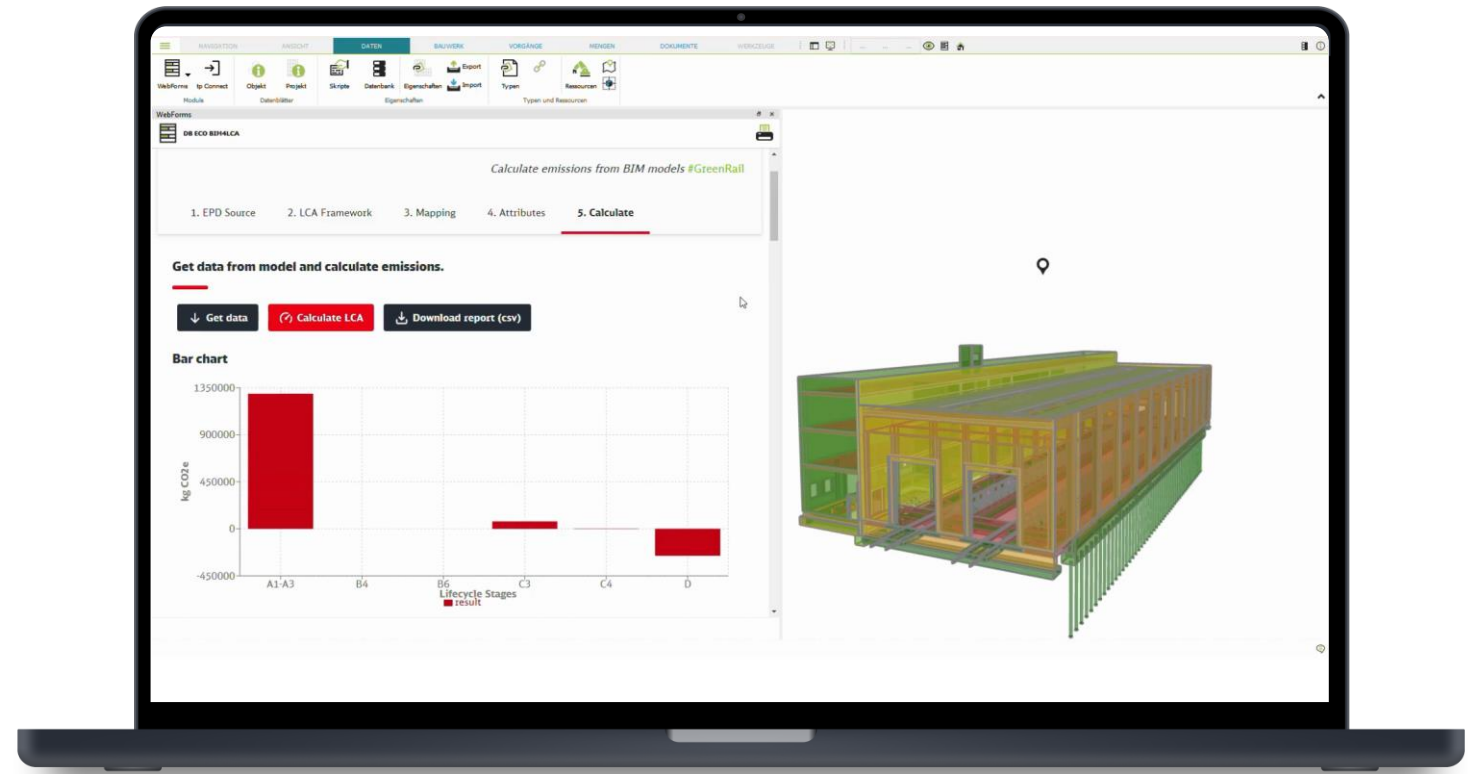 NAVIGATION ANSICHT DATEN BAUWERK VORGÄNGE MENGEN DOKUMENTE WERKZEUGE
Export
WebForms tp Connect Objekt Projekt Skripte Datenbank Eigenschaften Import Typen Ressourcen
Module Datenblätter Eigenschaften Typen und Ressourcen
WebForms
DB ECO BIM4LCA
Calculate emissions from BIM models #GreenRail
1. EPD Source 2. LCA Framework 3. Mapping 4. Attributes 5. Calculate
Get data from model and calculate emissions.
Get data Calculate LCA Download report (csv)
Bar chart
1350000
900000
450000
0
-450000
kg CO2e
A1-A3 B4 B6 C3 C4 D
Lifecycle Stages
result